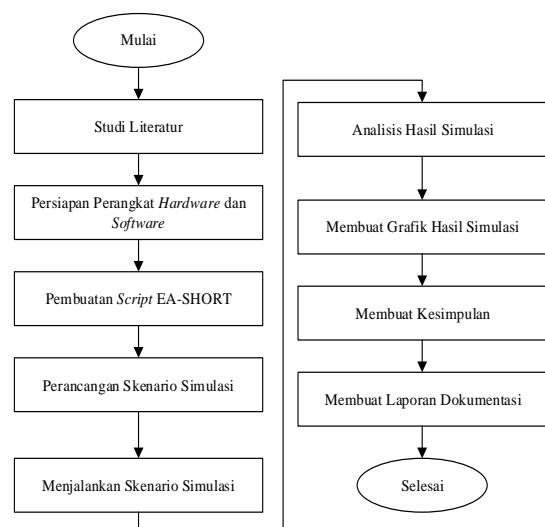 Mulai
Studi Literatur
Persiapan Perangkat Hardware dan
Software
Pembuatan Script EA-SHORT
Perancangan Skenario Simulasi
Menjalankan Skenario Simulasi
Analisis Hasil Simulasi
Membuat Grafik Hasil Simulasi
Membuat Kesimpulan
Membuat Laporan Dokumentasi
Selesai